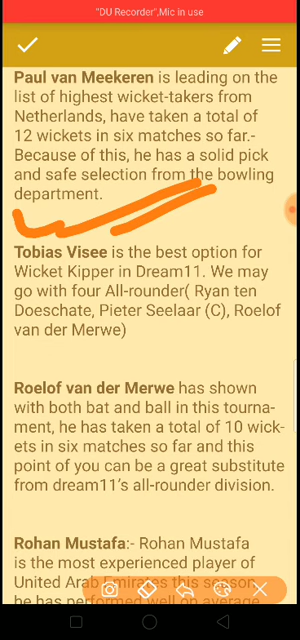 "DU Recorder",Mic in use
Paul van Meekeren is leading on the
list of highest wicket-takers from
Netherlands, have taken a total of
12 wickets in six matches so far.-
Because of this, he has a solid pick
and safe selection from the bowling
department.
Tobias Visee is the best option for
Wicket Kipper in Dream11. We may
go with four All-rounder( Ryan ten
Doeschate, Pieter Seelaar (C), Roelof
van der Merwe)
Roelof van der Merwe has shown
with both bat and ball in this tourna-
ment, he has taken a total of 10 wick-
ets in six matches so far and this
point of you can be a great substitute
from dream11's all-rounder division.
Rohan Mustafa:- Rohan Mustafa
is the most experienced player of
United Arab Emirates this season
he has performed well on average